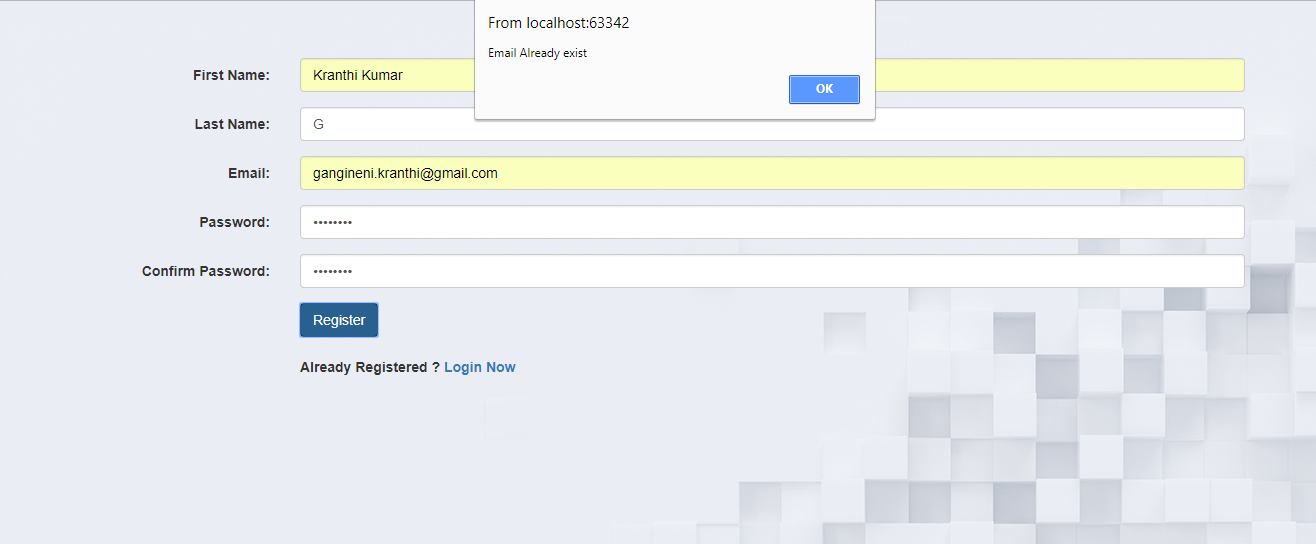 From localhost:63342
Email Already exist
OK
First Name: Kranthi Kumar
Last Name: G
Email: gangineni.kranthi@gmail.com
Password: ••••••••
Confirm Password: ••••••••
Register
Already Registered ? Login Now